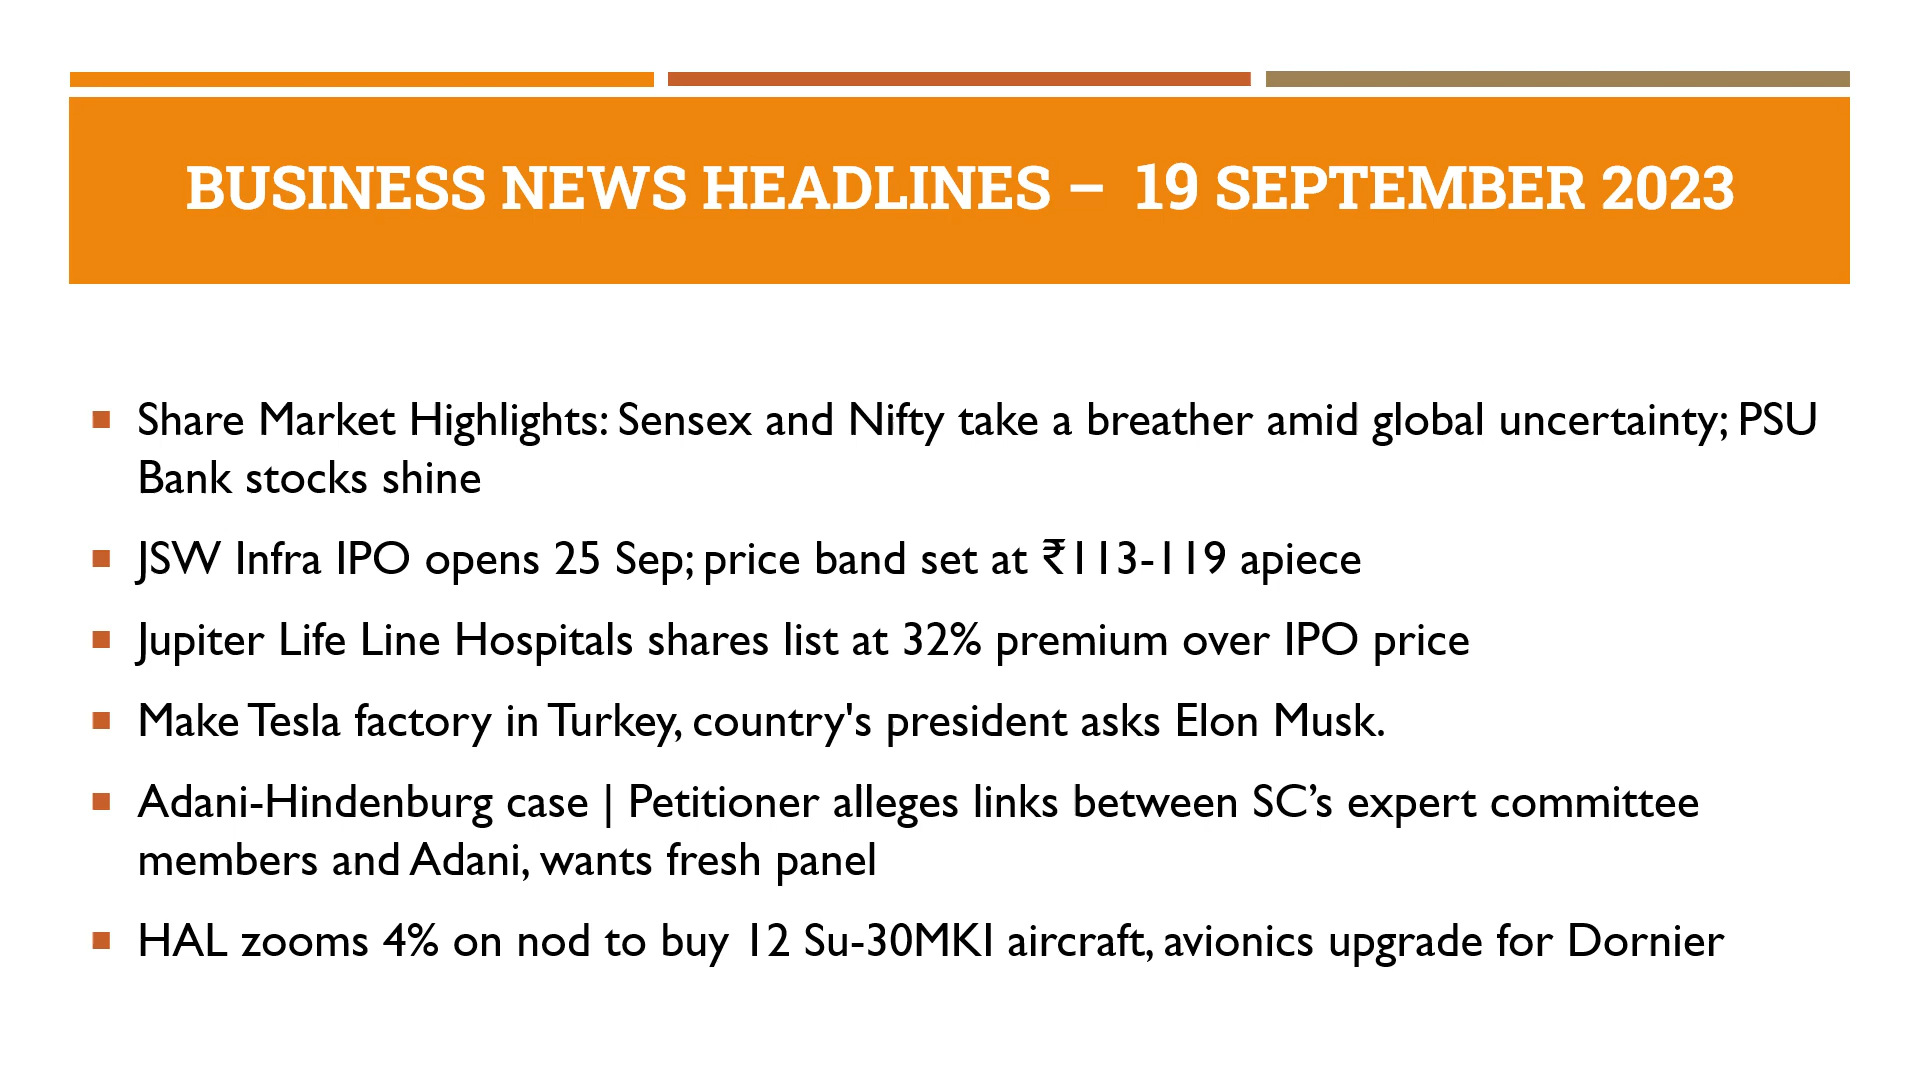 BUSINESS NEWS HEADLINES – 19 SEPTEMBER 2023
Share Market Highlights: Sensex and Nifty take a breather amid global uncertainty; PSU
Bank stocks shine
JSW Infra IPO opens 25 Sep; price band set at ₹113-119 apiece
Jupiter Life Line Hospitals shares list at 32% premium over IPO price
Make Tesla factory in Turkey, country's president asks Elon Musk.
Adani-Hindenburg case | Petitioner alleges links between SC’s expert committee
members and Adani, wants fresh panel
HAL zooms 4% on nod to buy 12 Su-30MKI aircraft, avionics upgrade for Dornier